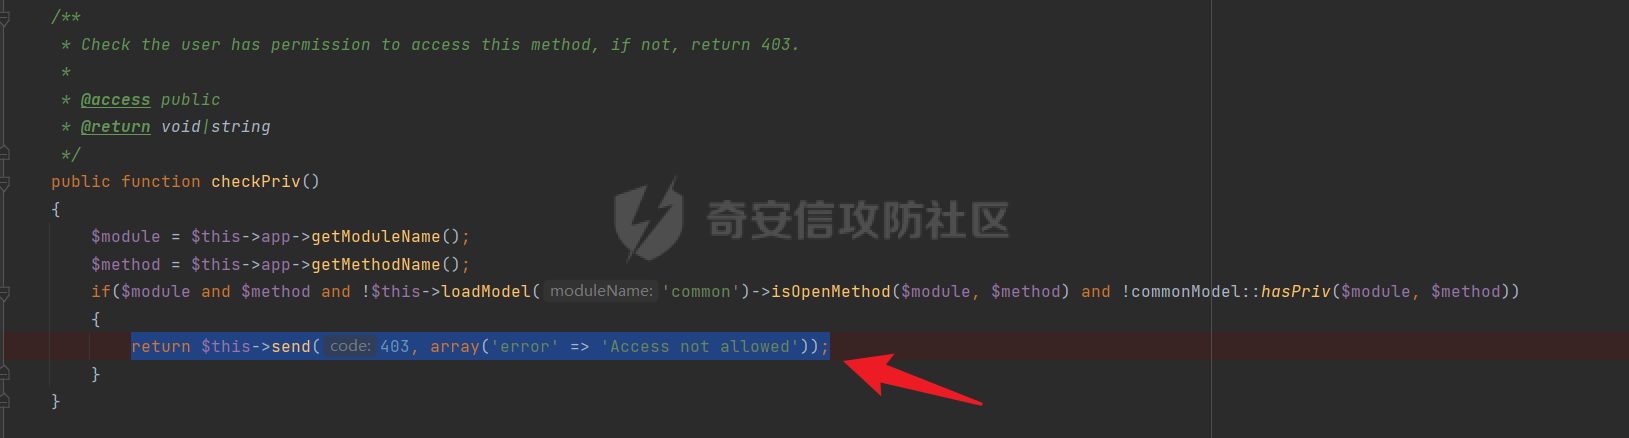 /**
* Check the user has permission to access this method, if not, return 403.
*
* @access public
* @return void|string
*/
public function checkPriv()
{
$module = $this->app->getModuleName();
$method = $this->app->getMethodName();
if($module and $method and !$this->loadModel( moduleName: 'common')->isOpenMethod($module, $method) and !commonModel::hasPriv($module, $method))
{
return $this->send( code: 403, array('error' => 'Access not allowed'));
}
}
奇安信攻防社区